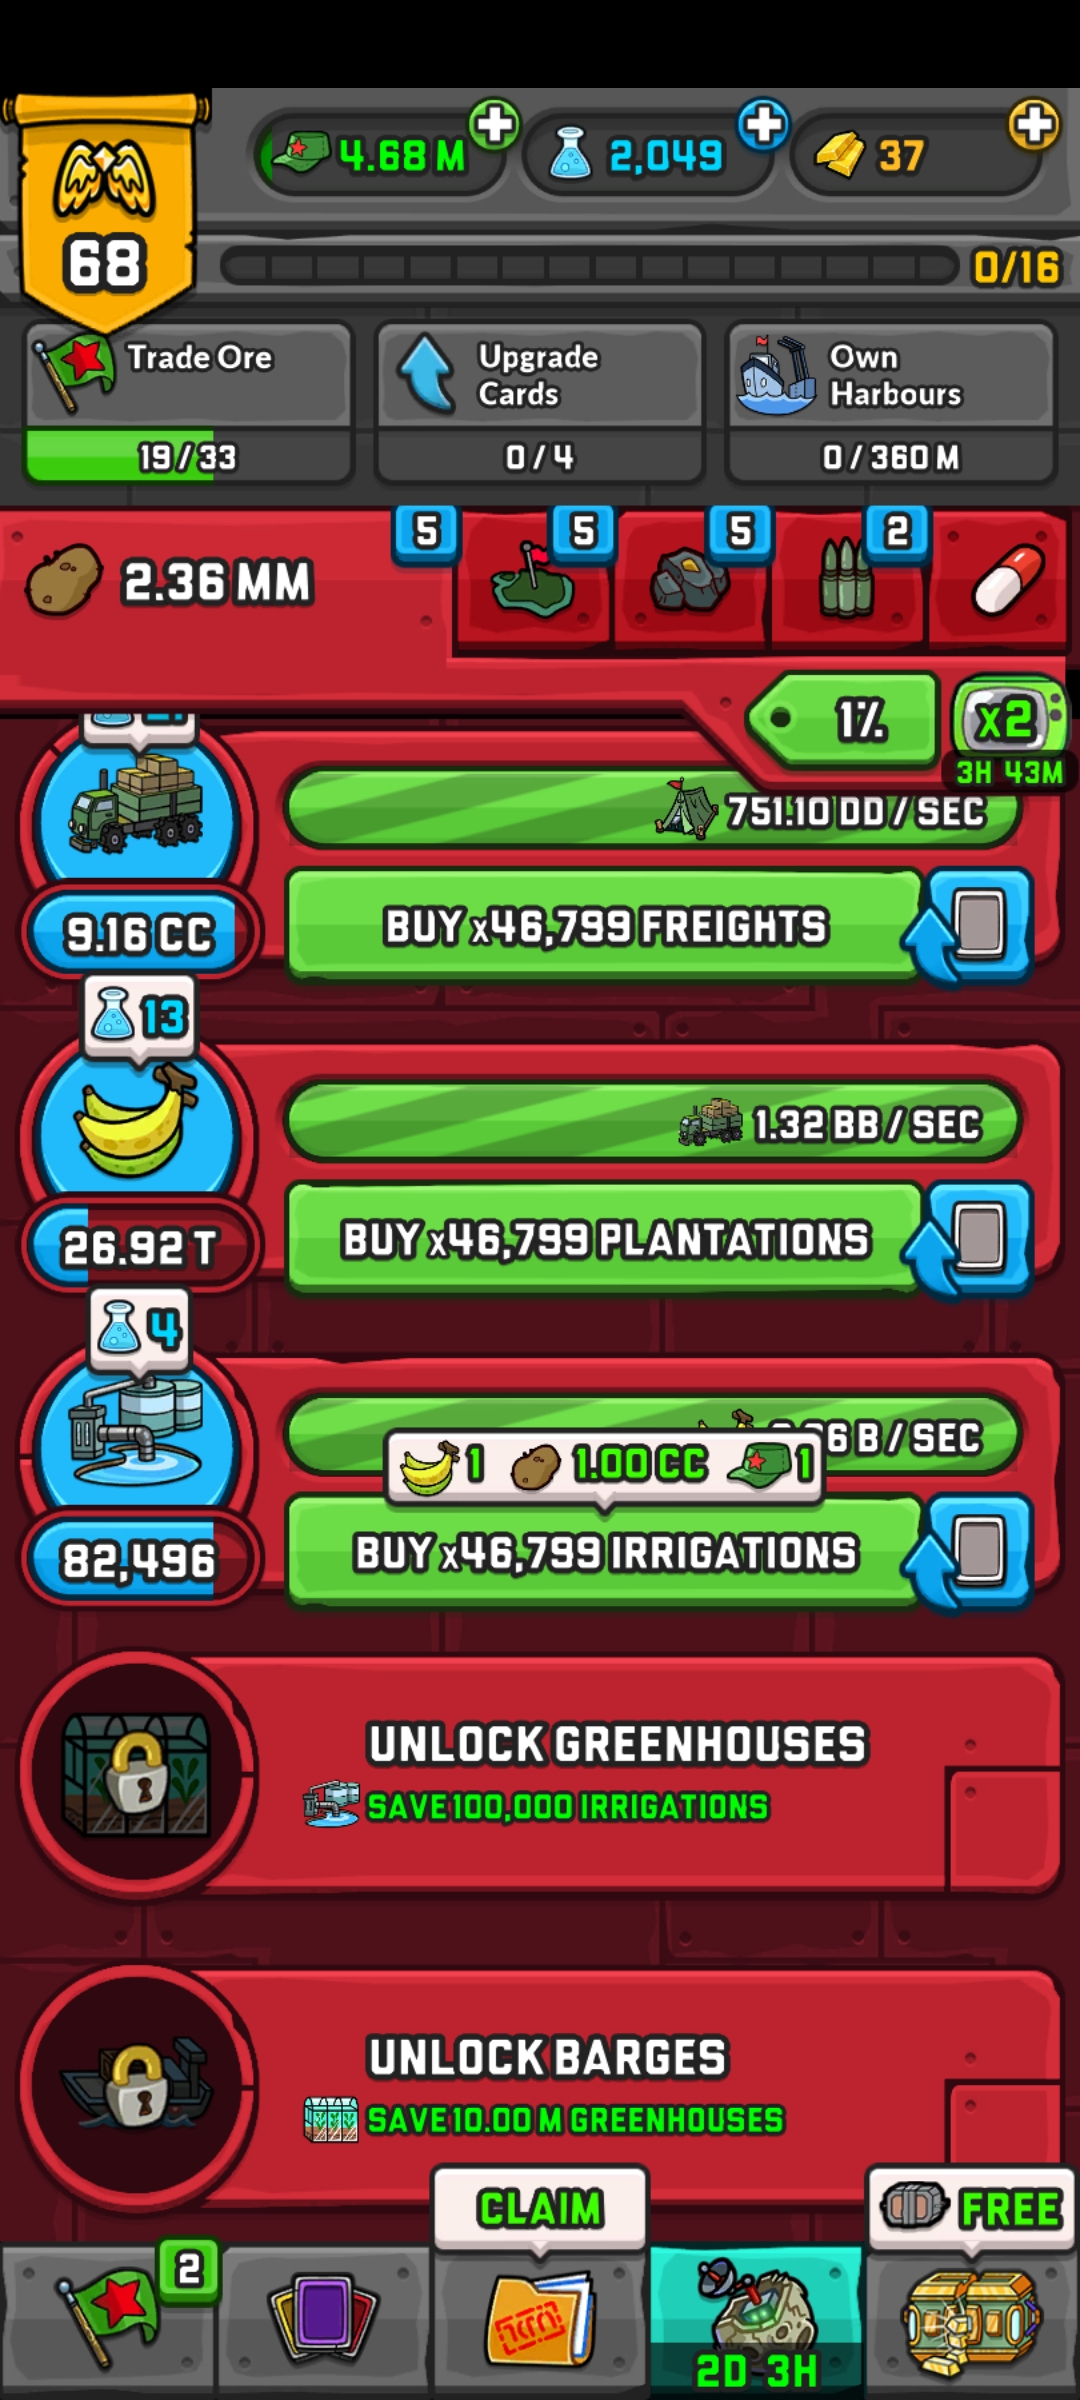 4.68 M
2,049
37
68
0/16
Trade Ore
19/33
Upgrade
Cards
0/4
Own
Harbours
0/360 M
2.36 MM
5
5
5
2
1%
x2
3H 43M
751.10 DD / SEC
9.16 CC
BUY x46,799 FREIGHTS
13
1.32 BB / SEC
26.92 T
BUY x46,799 PLANTATIONS
4
6 B / SEC
1
1.00 CC
1
82,496
BUY x46,799 IRRIGATIONS
UNLOCK GREENHOUSES
SAVE 100,000 IRRIGATIONS
UNLOCK BARGES
SAVE 10.00 M GREENHOUSES
CLAIM
FREE
2
2D 3H